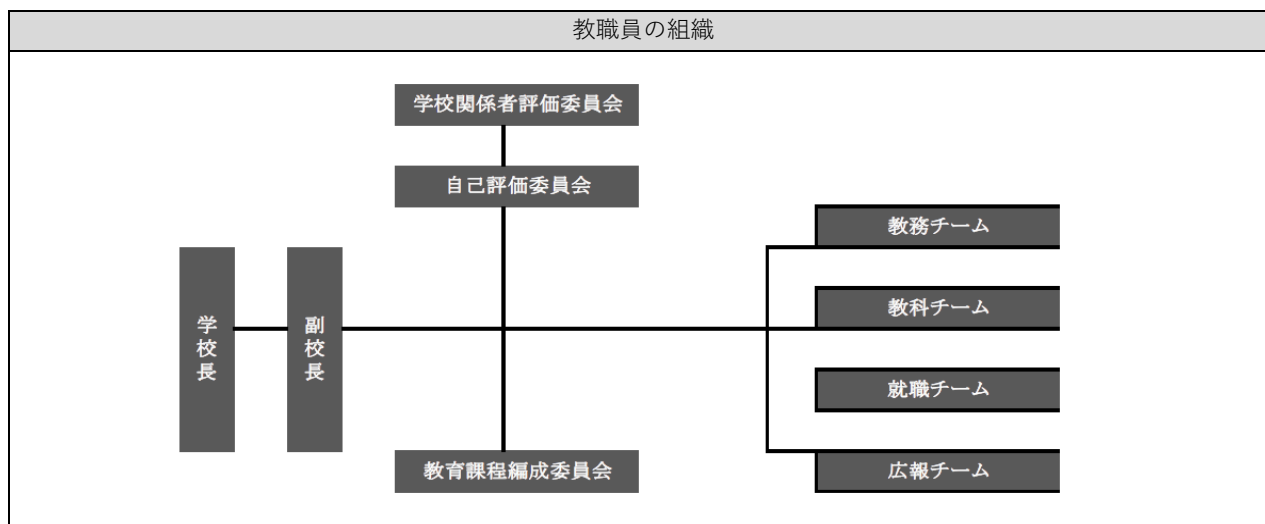 教職員の組織
学校関係者評価委員会
自己評価委員会
学校長
副校長
教育課程編成委員会
教務チーム
教科チーム
就職チーム
広報チーム